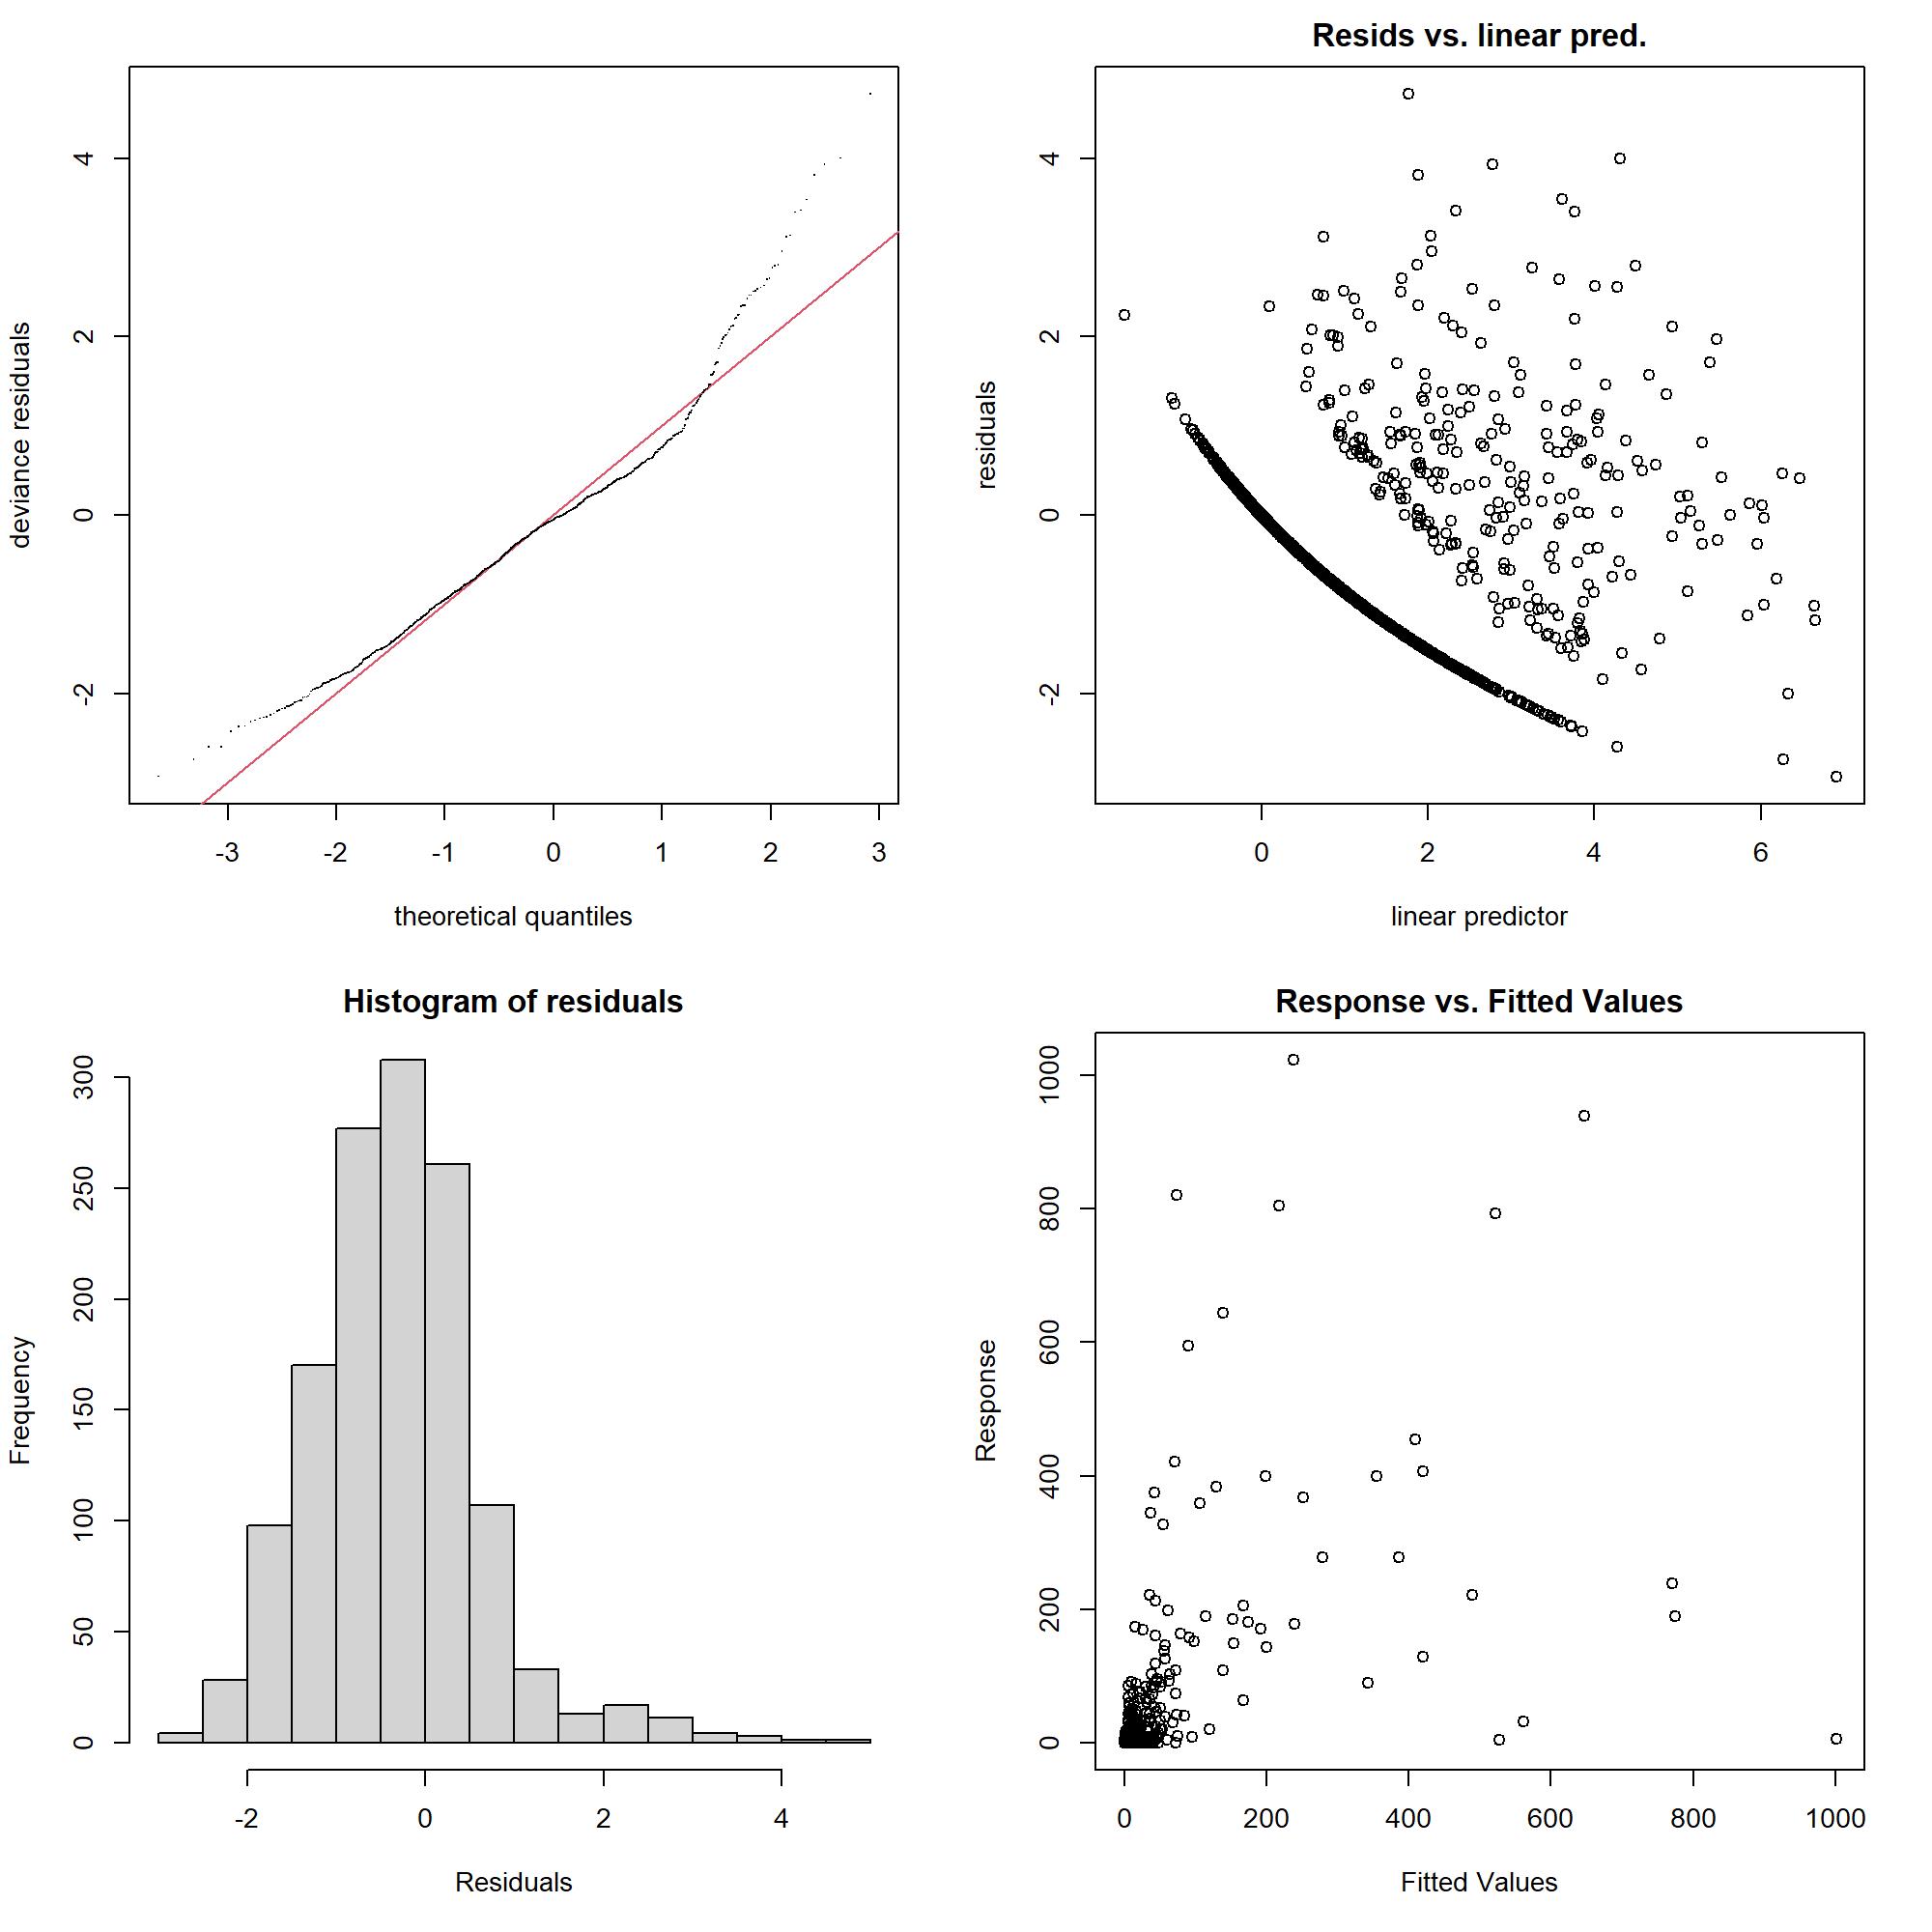 deviance residuals
4
2
0
-2
-3 -2 -1 0 1 2 3
theoretical quantiles
Resids vs. linear pred.
residuals
4
2
0
-2
0 2 4 6
linear predictor
Histogram of residuals
Frequency
300
250
200
150
100
50
0
-2 0 2 4
Residuals
Response vs. Fitted Values
Response
1000
800
600
400
200
0
0 200 400 600 800 1000
Fitted Values